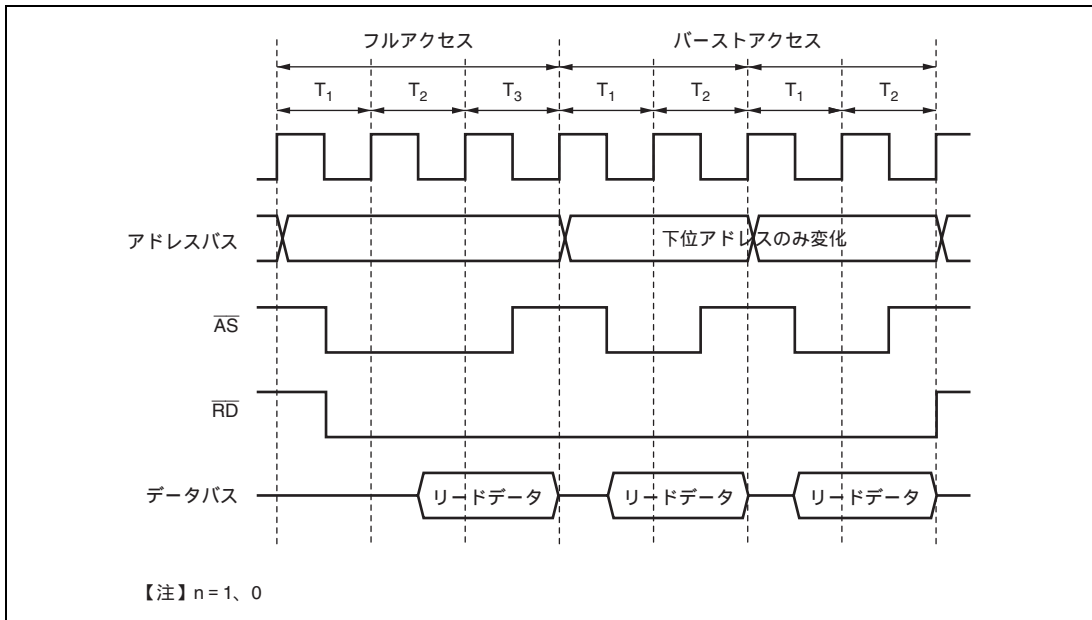 フルアクセス バーストアクセス
T1 T2 T3 T1 T2 T1 T2
アドレスバス 下位アドレスのみ変化
AS
RD
データバス リードデータ リードデータ リードデータ
【注】n = 1、0